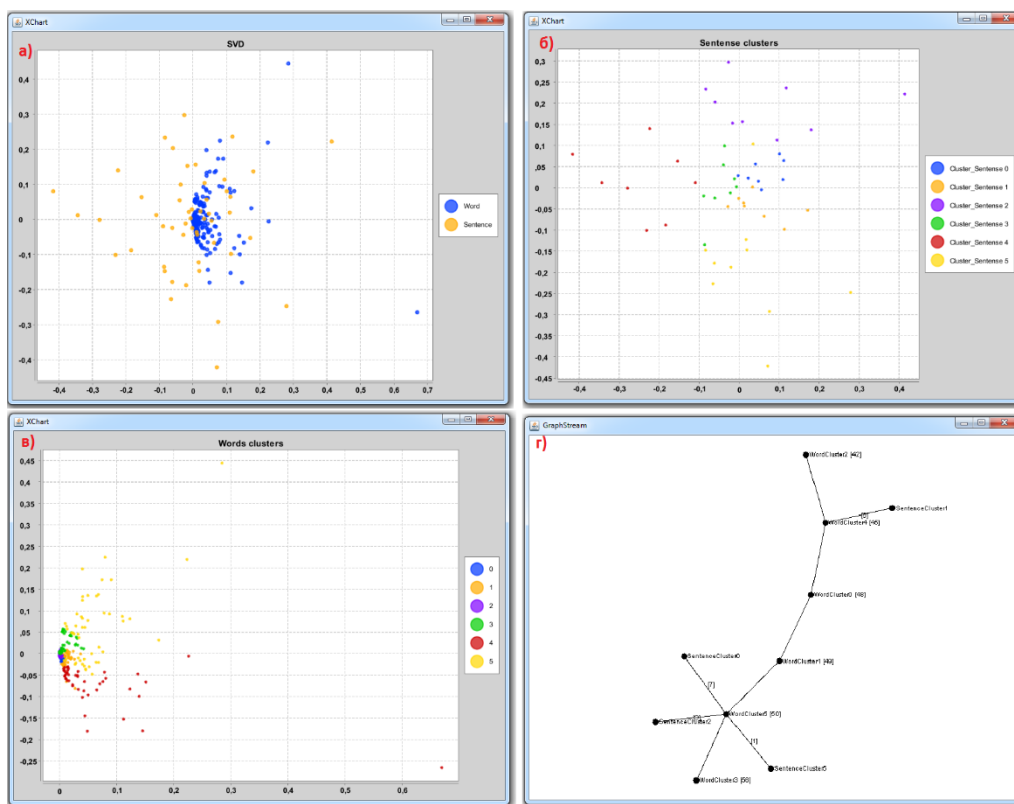 XChart
а)
SVD
0,4
0,3
0,2
0,1
0
-0,1
-0,2
-0,3
-0,4
-0,4
-0,3
-0,2
-0,1
0
0,1
0,2
0,3
0,4
0,5
0,6
0,7
Word
Sentence
XChart
б)
Sentense clusters
0,3
0,25
0,2
0,15
0,1
0,05
0
-0,05
-0,1
-0,15
-0,2
-0,25
-0,3
-0,35
-0,4
-0,45
-0,4
-0,3
-0,2
-0,1
0
0,1
0,2
0,3
0,4
Cluster_Sentense 0
Cluster_Sentense 1
Cluster_Sentense 2
Cluster_Sentense 3
Cluster_Sentense 4
Cluster_Sentense 5
XChart
в)
Words clusters
0,45
0,4
0,35
0,3
0,25
0,2
0,15
0,1
0,05
0
-0,05
-0,1
-0,15
-0,2
-0,25
0
0,1
0,2
0,3
0,4
0,5
0,6
0
1
2
3
4
5
GraphStream
г)
WordCluster2 [42]
SentenceCluster1
WordCluster4 [46]
WordCluster0 [48]
SentenceCluster0
WordCluster1 [49]
[7]
WordCluster5 [50]
SentenceCluster2
[1]
SentenceCluster5
WordCluster3 [56]